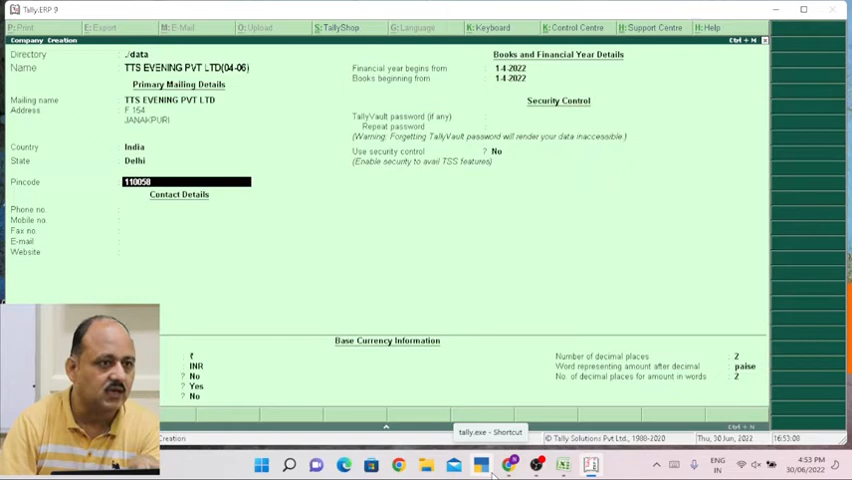 Tally.ERP 9
P: Print E: Export M: E-Mail O: Upload S: TallyShop G: Language K: Keyboard K: Control Centre H: Support Centre H: Help
Company Creation Ctrl + M
Directory : /data
Name : TTS EVENING PVT LTD(04-06)
Primary Mailing Details
Mailing name : TTS EVENING PVT LTD
Address : F 154
JANAKPURI
Country : India
State : Delhi
Pincode : 110058
Contact Details
Phone no. :
Mobile no. :
Fax no. :
E-mail :
Website :
Books and Financial Year Details
Financial year begins from : 1-4-2022
Books beginning from : 1-4-2022
Security Control
TallyVault password (if any) :
Repeat password :
(Warning: Forgetting TallyVault password will render your data inaccessible.)
Use security control ? No
(Enable security to avail TSS features)
Base Currency Information
: ₹
: INR
? No
? Yes
? No
Number of decimal places : 2
Word representing amount after decimal : paise
No. of decimal places for amount in words : 2
tally.exe - Shortcut
Ctrl + N
Creation © Tally Solutions Pvt Ltd., 1988-2020 Thu, 30 Jun, 2022 16:53:08
ENG
IN
4:53 PM
30/06/2022